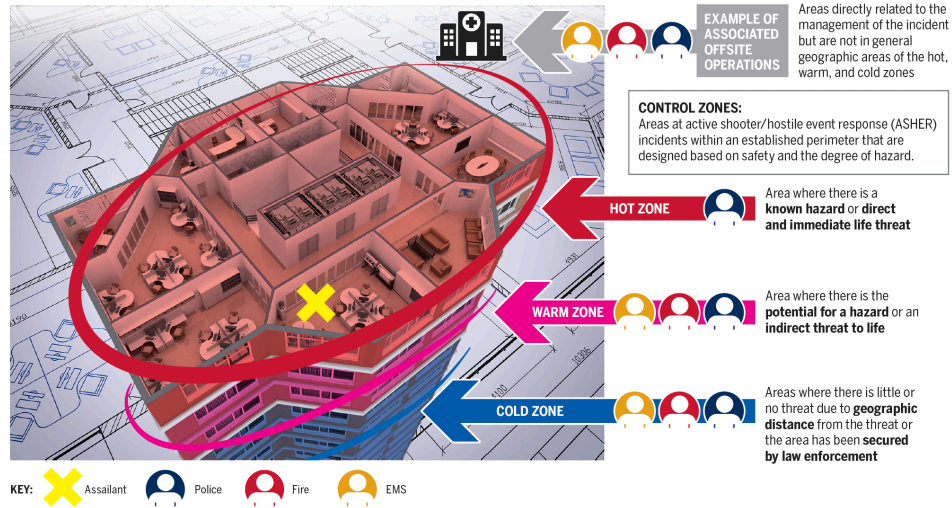 EXAMPLE OF
ASSOCIATED
OFFSITE
OPERATIONS
Areas directly related to the
management of the incident
but are not in general
geographic areas of the hot,
warm, and cold zones
CONTROL ZONES:
Areas at active shooter/hostile event response (ASHER)
incidents within an established perimeter that are
designed based on safety and the degree of hazard.
HOT ZONE
Area where there is a
known hazard or direct
and immediate life threat
WARM ZONE
Area where there is the
potential for a hazard or an
indirect threat to life
COLD ZONE
Areas where there is little or
no threat due to geographic
distance from the threat or
the area has been secured
by law enforcement
4931
10306
4100
KEY:
Assailant
Police
Fire
EMS